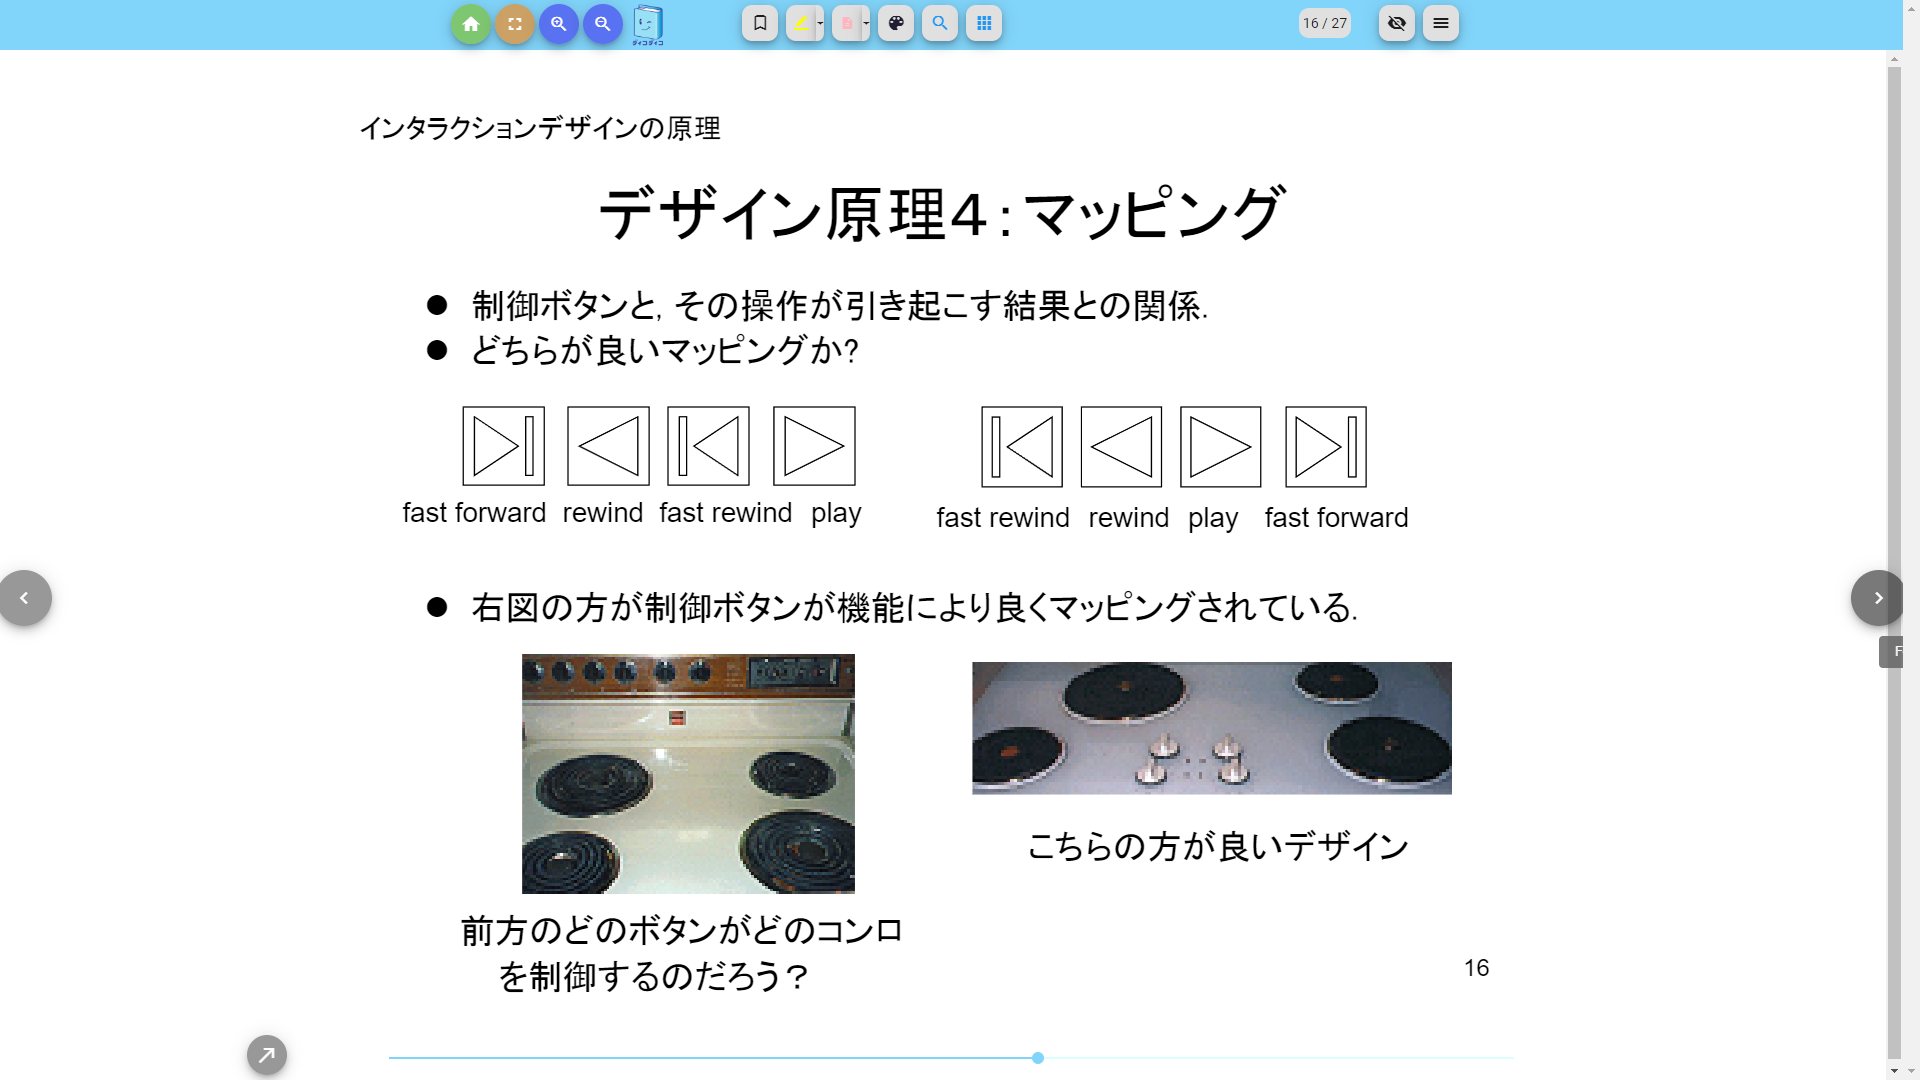 ダイコダイコ
16 / 27
インタラクションデザインの原理
デザイン原理4：マッピング
● 制御ボタンと, その操作が引き起こす結果との関係.
● どちらが良いマッピングか?
fast forward rewind fast rewind play
fast rewind rewind play fast forward
● 右図の方が制御ボタンが機能により良くマッピングされている.
こちらの方が良いデザイン
前方のどのボタンがどのコンロ
を制御するのだろう？
16
F